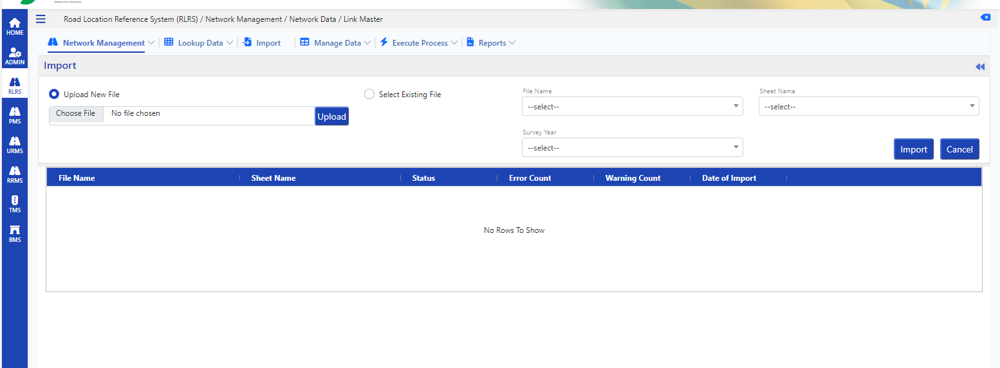 Road Location Reference System (RLRS) / Network Management / Network Data / Link Master
HOME
ADMIN
RLRS
PMS
URMS
RRMS
TMS
BMS
Network Management
Lookup Data
Import
Manage Data
Execute Process
Reports
Import
Upload New File
Select Existing File
File Name
Sheet Name
Choose File No file chosen
Upload
--select--
--select--
Survey Year
--select--
Import
Cancel
File Name
Sheet Name
Status
Error Count
Warning Count
Date of Import
No Rows To Show